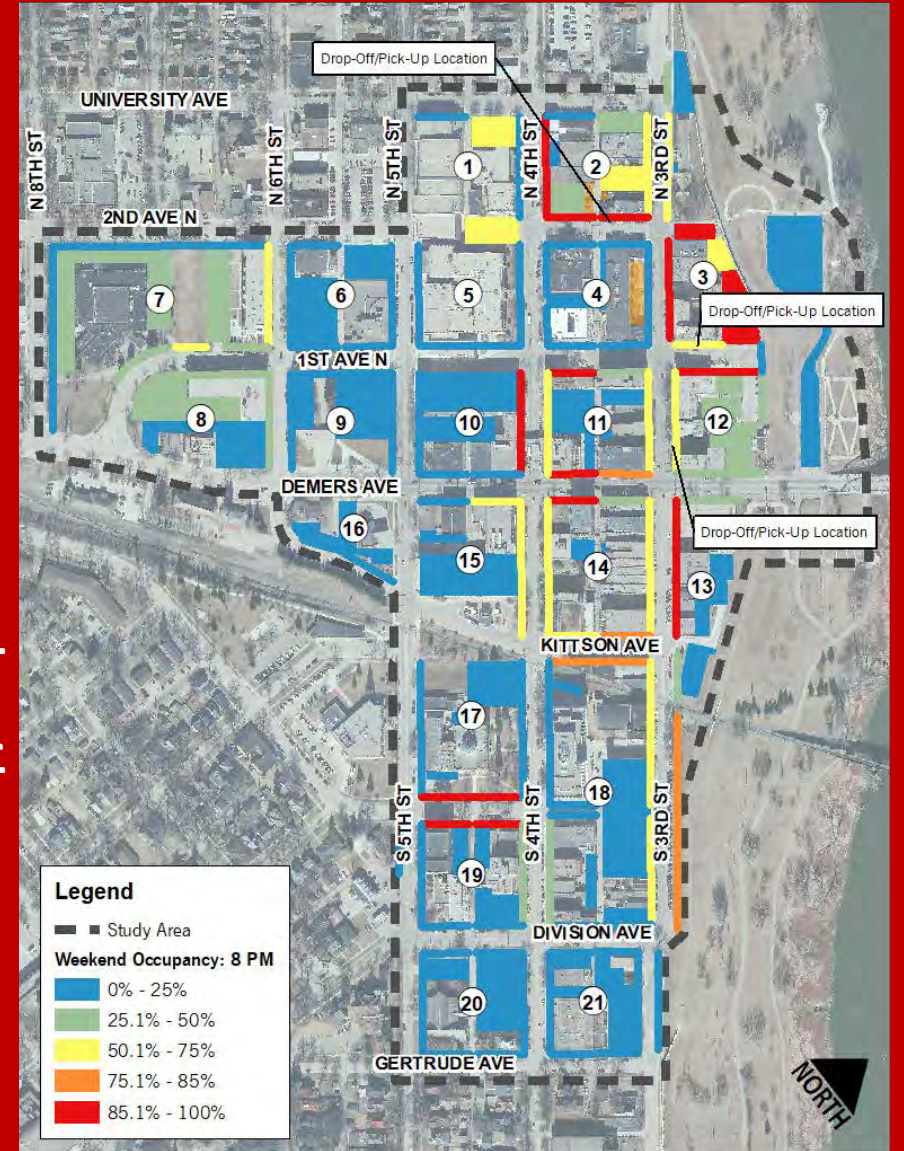 Drop-Off/Pick-Up Location
UNIVERSITY AVE
N 8TH ST
N 6TH ST
N 5TH ST
N 4TH ST
N 3RD ST
1
2
2ND AVE N
7
6
5
4
3
Drop-Off/Pick-Up Location
1ST AVE N
8
9
10
11
12
DEMERS AVE
16
15
14
13
Drop-Off/Pick-Up Location
KITTSON AVE
17
18
S 5TH ST
S 4TH ST
S 3RD ST
19
DIVISION AVE
20
21
GERTRUDE AVE
Legend
Study Area
Weekend Occupancy: 8 PM
0% - 25%
25.1% - 50%
50.1% - 75%
75.1% - 85%
85.1% - 100%
NORTH